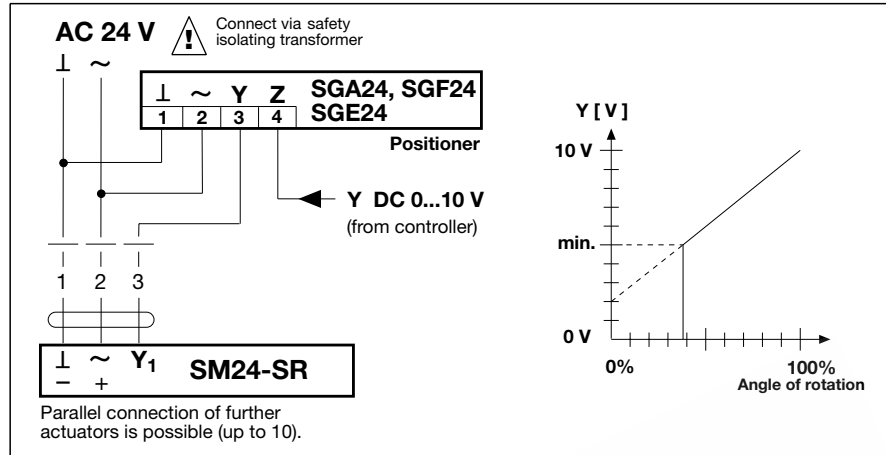 AC 24 V
Connect via safety
isolating transformer
⊥ ~
⊥ ~ Y Z
1 2 3 4
SGA24, SGF24
SGE24
Positioner
Y DC 0...10 V
(from controller)
1 2 3
⊥ ~ Y₁
– +
SM24-SR
Parallel connection of further
actuators is possible (up to 10).
Y [ V ]
10 V
min.
0 V
0% 100%
Angle of rotation